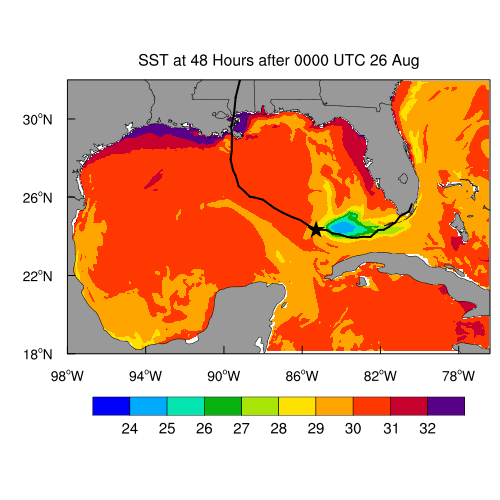 SST at 48 Hours after 0000 UTC 26 Aug
30°N
26°N
22°N
18°N
98°W 94°W 90°W 86°W 82°W 78°W
24 25 26 27 28 29 30 31 32